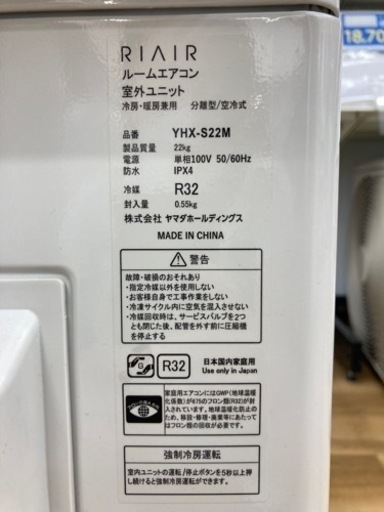 RIAIR
ルームエアコン
室外ユニット
冷房・暖房兼用 分離型/空冷式
品番 YHX-S22M
製品質量 22kg
電源 単相100V 50/60Hz
防水 IPX4
冷媒 R32
封入量 0.55kg
株式会社 ヤマダホールディングス
MADE IN CHINA
警告
故障・破損のおそれあり
・指定冷媒以外を使用しない
・お客様自身で工事作業をしない
・冷凍サイクル内に空気を混入させない
・冷媒回収時は、サービスバルブを2つ
とも閉じた後、配管を外す前に圧縮機
を停止する
R32
日本国内家庭用
Use only in Japan
家庭用エアコンにはGWP(地球温暖
化係数)が675のフロン類(R32)が封
入されています。地球温暖化防止の
ため、移設・修理・廃棄等にあたって
はフロン類の回収が必要です。
強制冷房運転
室内ユニットの運転/停止ボタンを5秒以上押
し続けると強制冷房運転ができます。
18,70